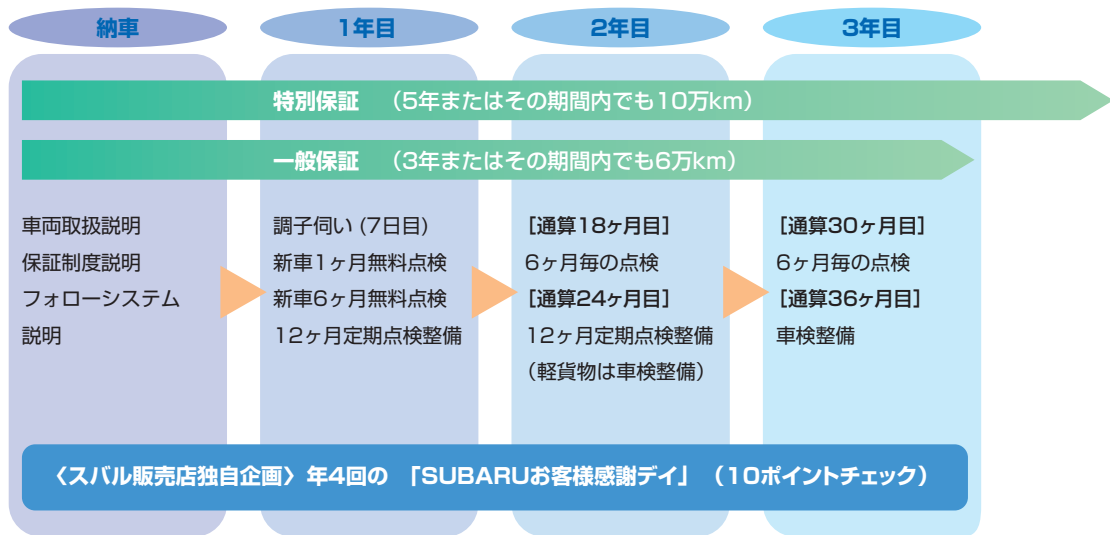 納車
1年目
2年目
3年目
特別保証 （5年またはその期間内でも10万km）
一般保証 （3年またはその期間内でも6万km）
車両取扱説明
保証制度説明
フォローシステム
説明
調子伺い (7日目)
新車1ヶ月無料点検
新車6ヶ月無料点検
12ヶ月定期点検整備
［通算18ヶ月目］
6ヶ月毎の点検
［通算24ヶ月目］
12ヶ月定期点検整備
（軽貨物は車検整備）
［通算30ヶ月目］
6ヶ月毎の点検
［通算36ヶ月目］
車検整備
〈スバル販売店独自企画〉年4回の 「SUBARUお客様感謝デイ」（10ポイントチェック）